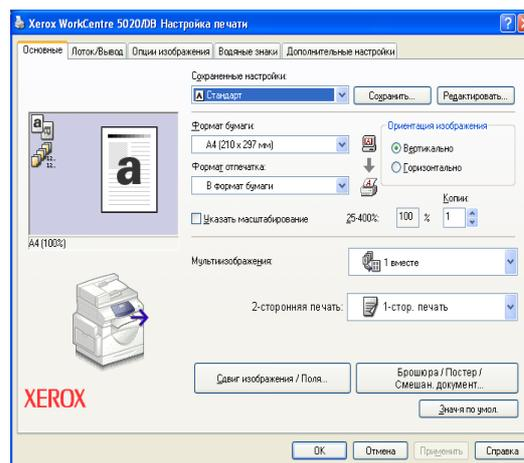 Xerox WorkCentre 5020/DB Настройка печати
Основные Лоток/Вывод Опции изображения Водяные знаки Дополнительные настройки
Сохраненные настройки:
Стандарт Сохранить... Редактировать...
Формат бумаги: Ориентация изображения
A4 (210 x 297 мм) Вертикально
Формат отпечатка: Горизонтально
В формат бумаги
Копии:
Указать масштабирование 25-400%: 100 % 1
A4 (100%)
Мультиизображения: 1 вместе
2-сторонняя печать: 1-стор. печать
Сдвиг изображения / Поля... Брошюра / Постер /
Смешан. документ...
XEROX
Знач-я по умол.
OK Отмена Применить Справка